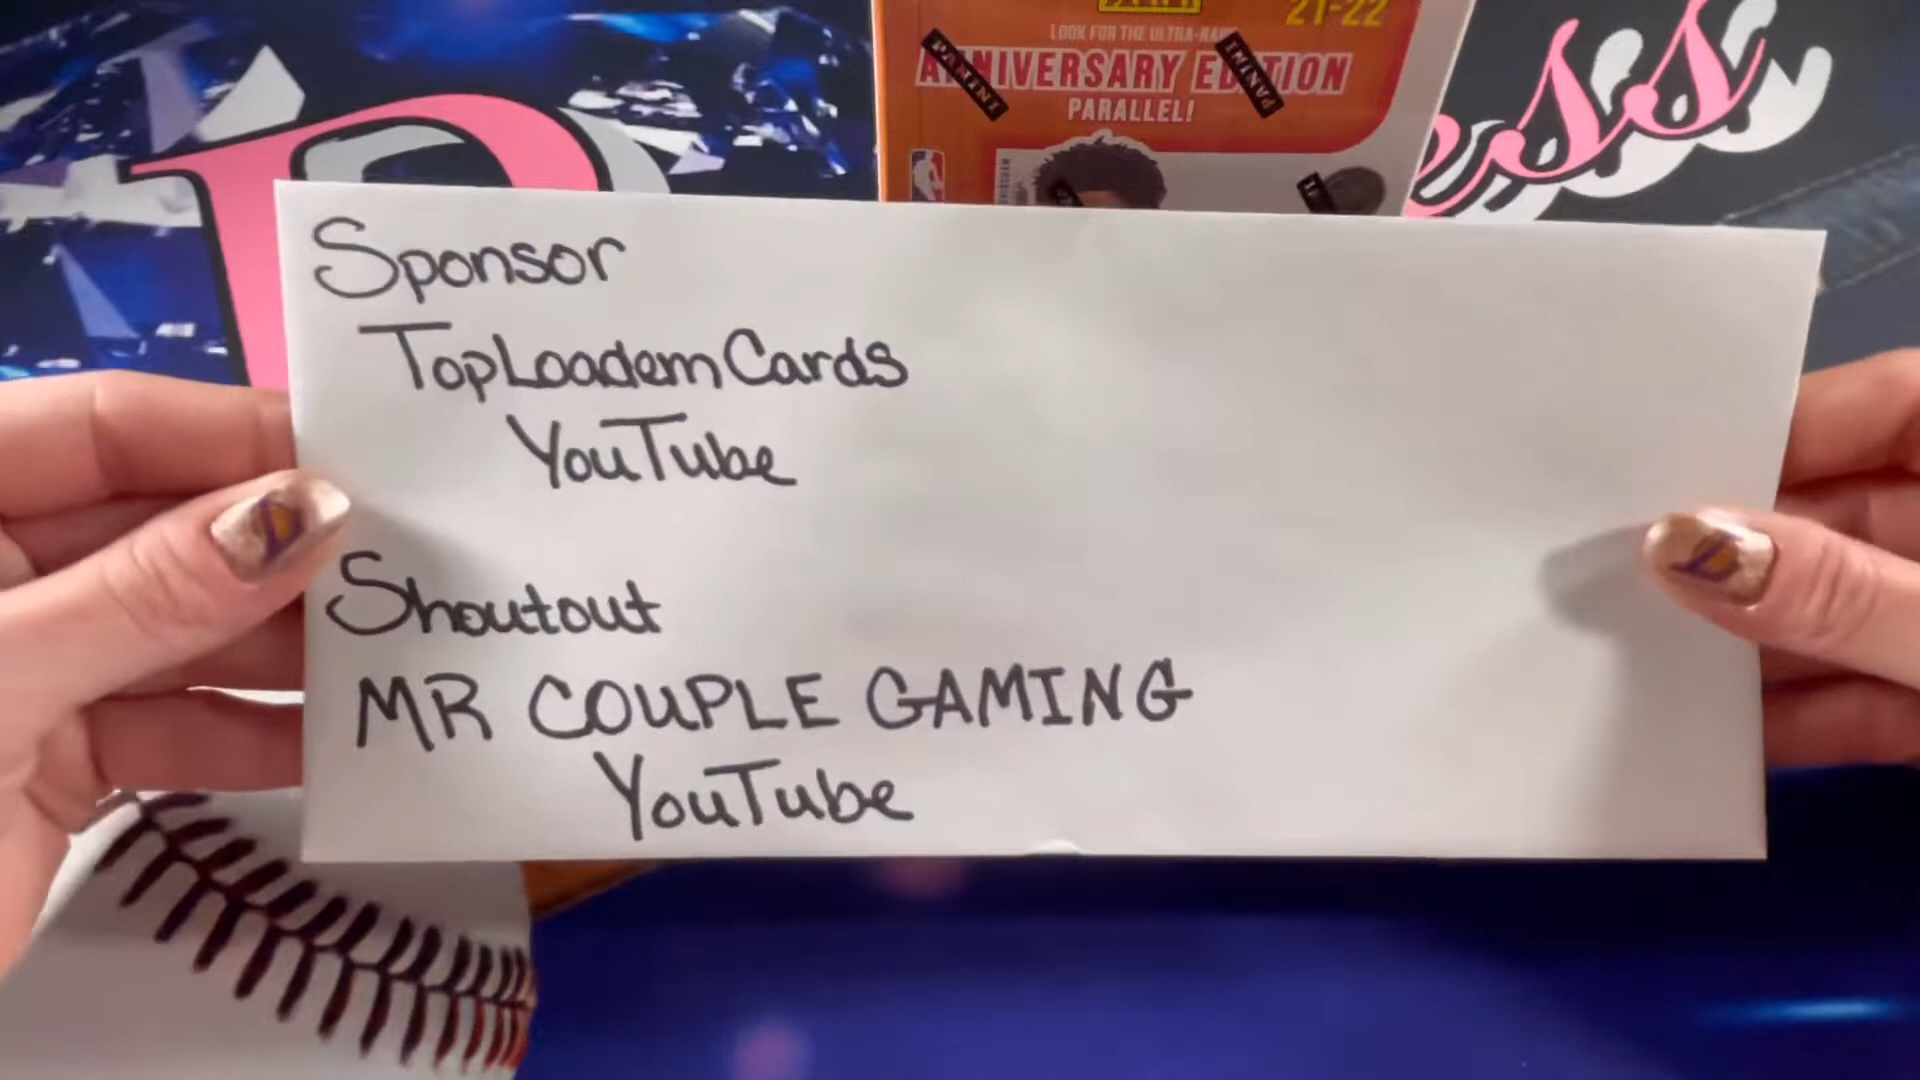 21-22
LOOK FOR THE ULTRA-RA
ANNIVERSARY EDITION
PARALLEL!
PANINI
PANINI
ess
Sponsor
TopLoademCards
YouTube
Shoutout
MR COUPLE GAMING
YouTube